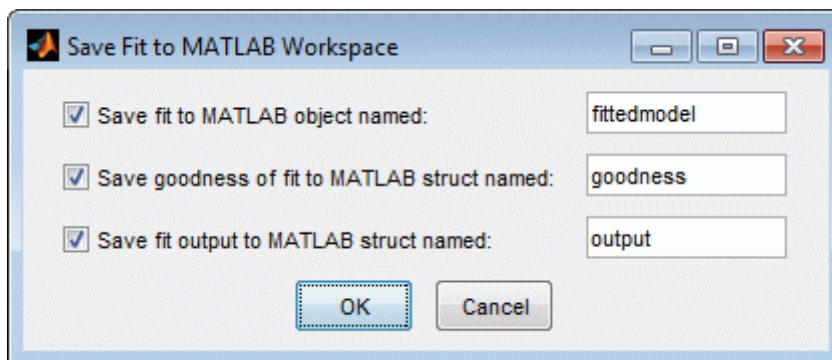 Save Fit to MATLAB Workspace
Save fit to MATLAB object named: fittedmodel
Save goodness of fit to MATLAB struct named: goodness
Save fit output to MATLAB struct named: output
OK Cancel